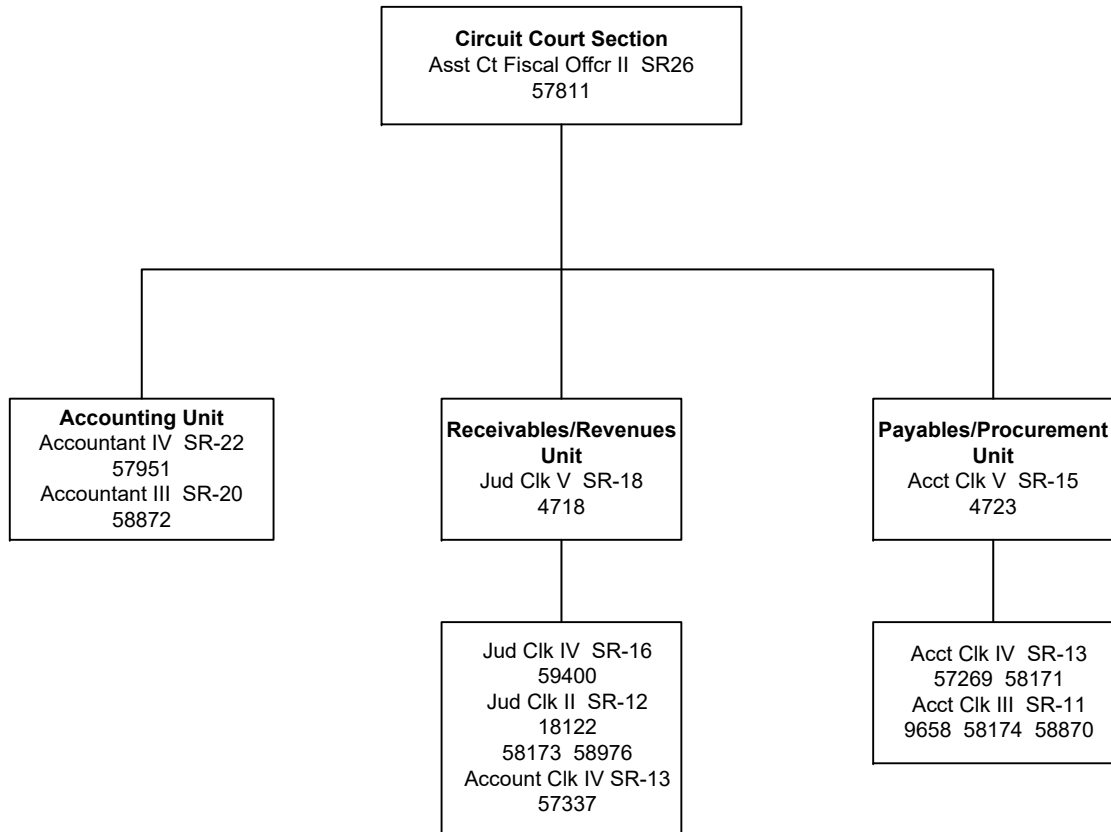 Circuit Court Section
Asst Ct Fiscal Offcr II  SR26
57811
Accounting Unit
Accountant IV  SR-22
57951
Accountant III  SR-20
58872
Receivables/Revenues
Unit
Jud Clk V  SR-18
4718
Payables/Procurement
Unit
Acct Clk V  SR-15
4723
Jud Clk IV  SR-16
59400
Jud Clk II  SR-12
18122
58173  58976
Account Clk IV SR-13
57337
Acct Clk IV  SR-13
57269  58171
Acct Clk III  SR-11
9658  58174  58870